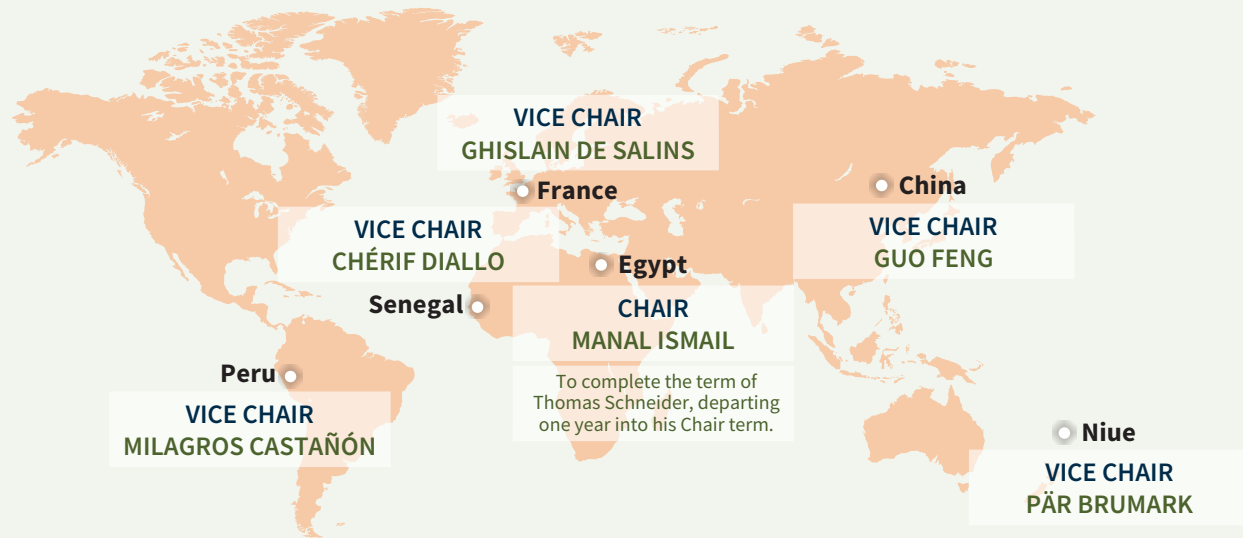 VICE CHAIR
GHISLAIN DE SALINS
France
China
VICE CHAIR
CHÉRIF DIALLO
VICE CHAIR
GUO FENG
Egypt
Senegal
CHAIR
MANAL ISMAIL
To complete the term of
Thomas Schneider, departing
one year into his Chair term.
Peru
VICE CHAIR
MILAGROS CASTAÑÓN
Niue
VICE CHAIR
PÄR BRUMARK